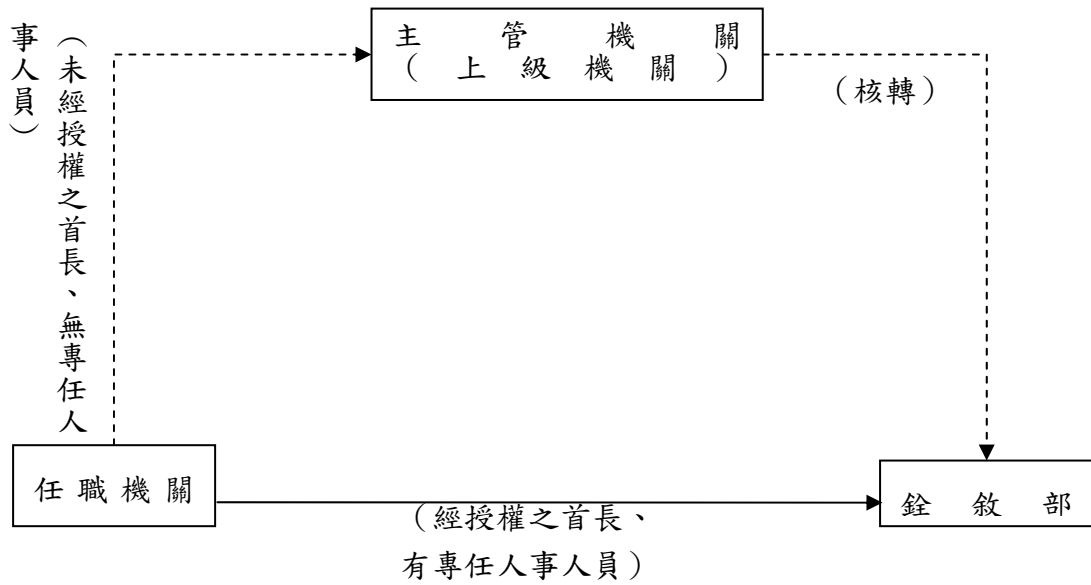 主管機關
（上級機關）
（核轉）
（未經授權之首長、無專任人
事人員）
任職機關
銓敘部
（經授權之首長、
有專任人事人員）